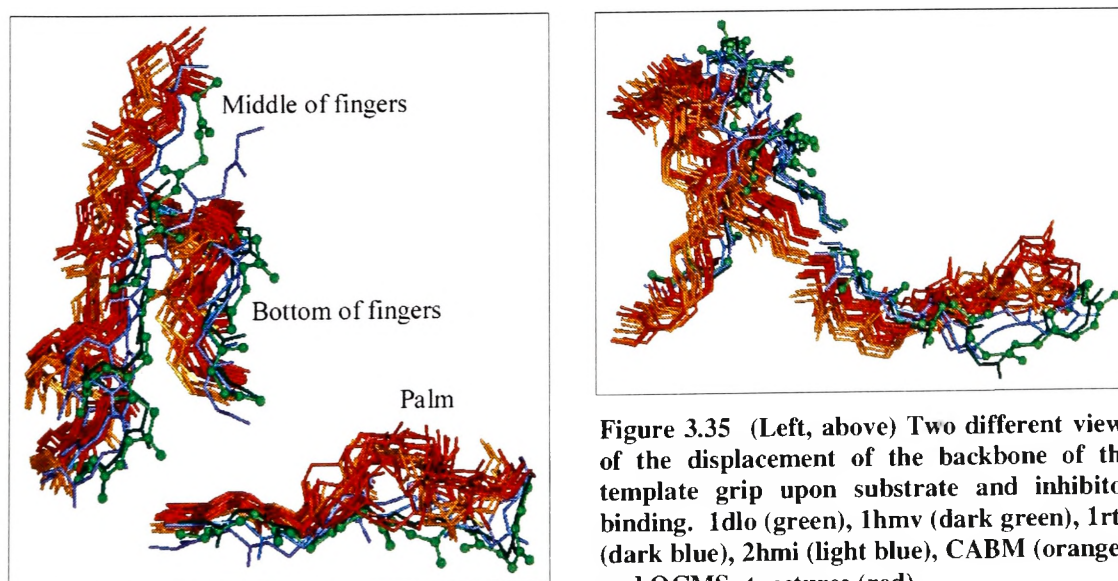 Middle of fingers
Bottom of fingers
Palm
Figure 3.35 (Left, above) Two different view
of the displacement of the backbone of th
template grip upon substrate and inhibito
binding. 1dlo (green), 1hmv (dark green), 1rt
(dark blue), 2hmi (light blue), CABM (orange